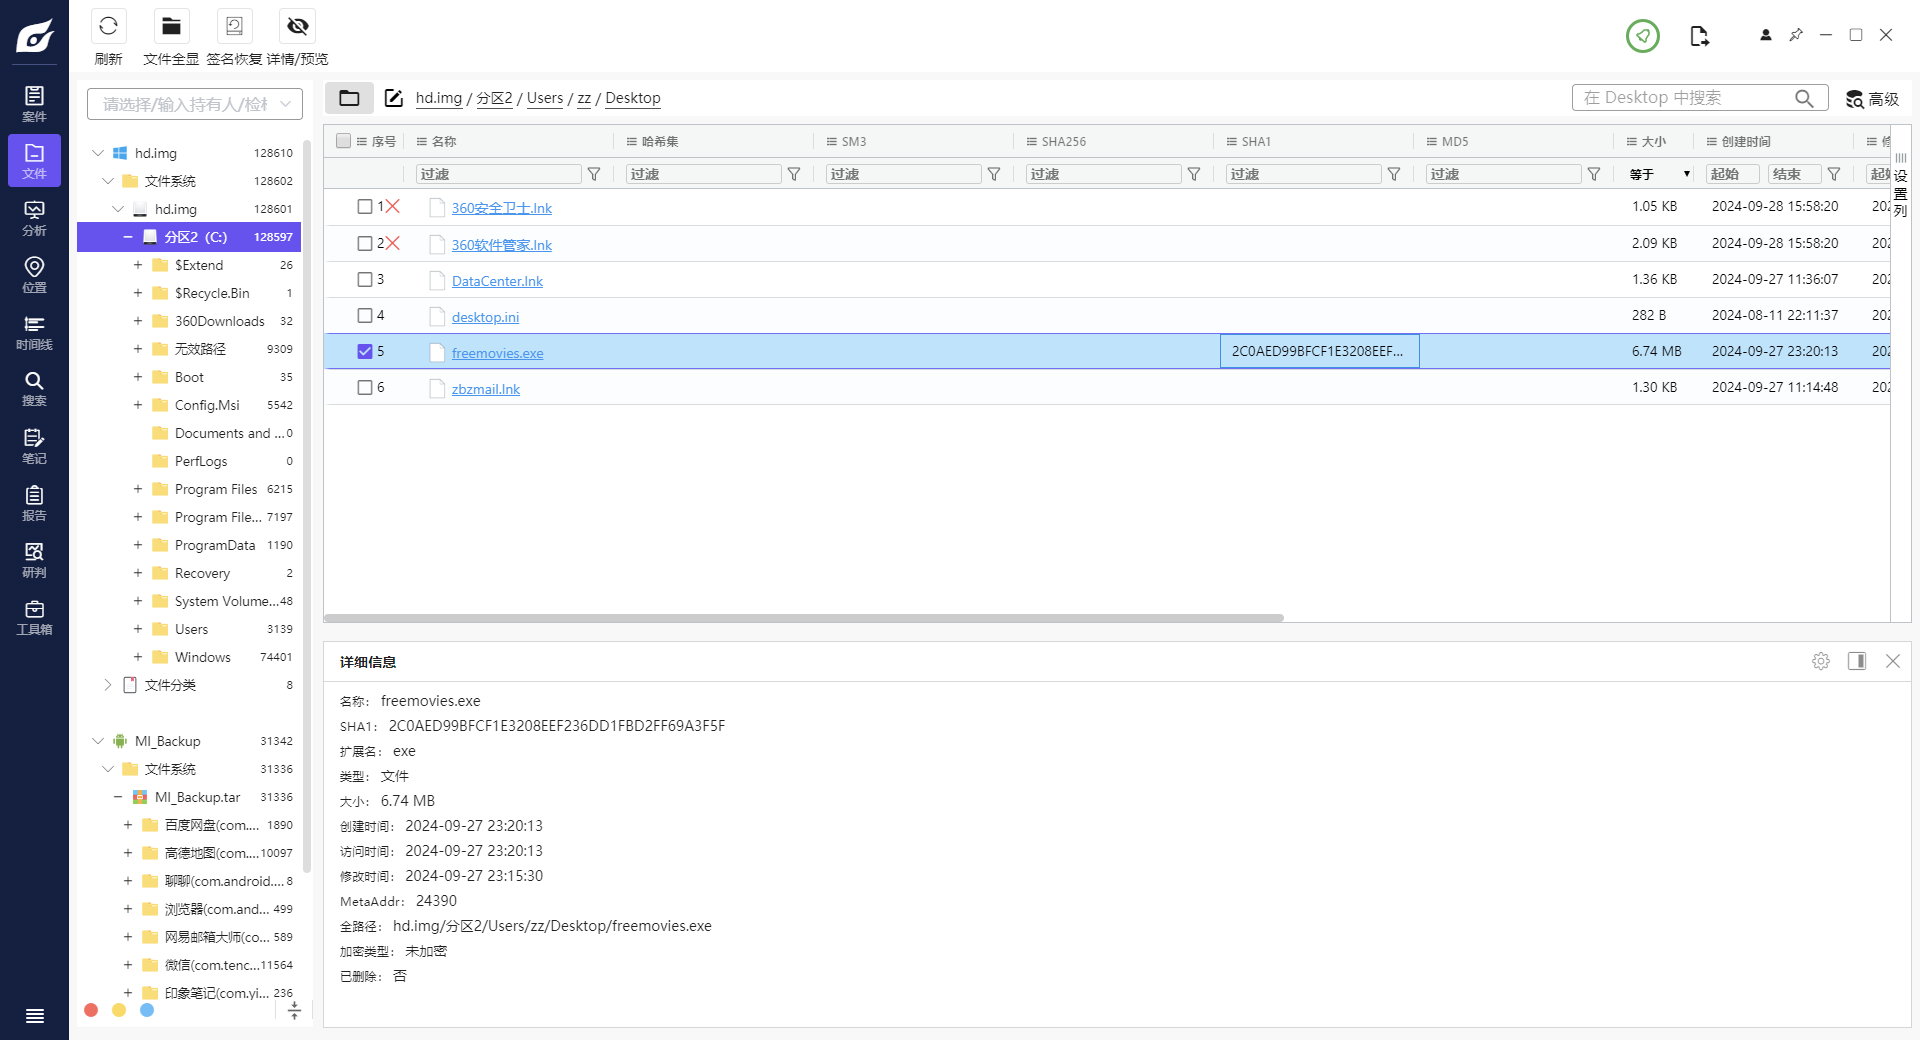 刷新
文件全显
签名恢复
详情/预览
案件
文件
分析
位置
时间线
搜索
笔记
报告
研判
工具箱
请选择/输入持有人/检材
hd.img 128610
文件系统 128602
hd.img 128601
分区2 (C:) 128597
$Extend 26
$Recycle.Bin 1
360Downloads 32
无效路径 9309
Boot 35
Config.Msi 5542
Documents and ... 0
PerfLogs 0
Program Files 6215
Program File... 7197
ProgramData 1190
Recovery 2
System Volume... 48
Users 3139
Windows 74401
文件分类 8
MI_Backup 31342
文件系统 31336
MI_Backup.tar 31336
百度网盘(com.... 1890
高德地图(com.... 10097
聊聊(com.android.... 8
浏览器(com.and... 499
网易邮箱大师(co... 589
微信(com.tenc... 11564
印象笔记(com.yi... 236
hd.img / 分区2 / Users / zz / Desktop
在 Desktop 中搜索
高级
序号 名称 哈希集 SM3 SHA256 SHA1 MD5 大小 创建时间
过滤 过滤 过滤 过滤 过滤 过滤 等于 起始 结束 起始
设置列
1 360安全卫士.lnk 1.05 KB 2024-09-28 15:58:20 202
2 360软件管家.lnk 2.09 KB 2024-09-28 15:58:20 202
3 DataCenter.lnk 1.36 KB 2024-09-27 11:36:07 202
4 desktop.ini 282 B 2024-08-11 22:11:37 202
5 freemovies.exe 2C0AED99BFCF1E3208EEF... 6.74 MB 2024-09-27 23:20:13 202
6 zbzmail.lnk 1.30 KB 2024-09-27 11:14:48 202
详细信息
名称： freemovies.exe
SHA1： 2C0AED99BFCF1E3208EEF236DD1FBD2FF69A3F5F
扩展名： exe
类型： 文件
大小： 6.74 MB
创建时间： 2024-09-27 23:20:13
访问时间： 2024-09-27 23:20:13
修改时间： 2024-09-27 23:15:30
MetaAddr： 24390
全路径： hd.img/分区2/Users/zz/Desktop/freemovies.exe
加密类型： 未加密
已删除： 否